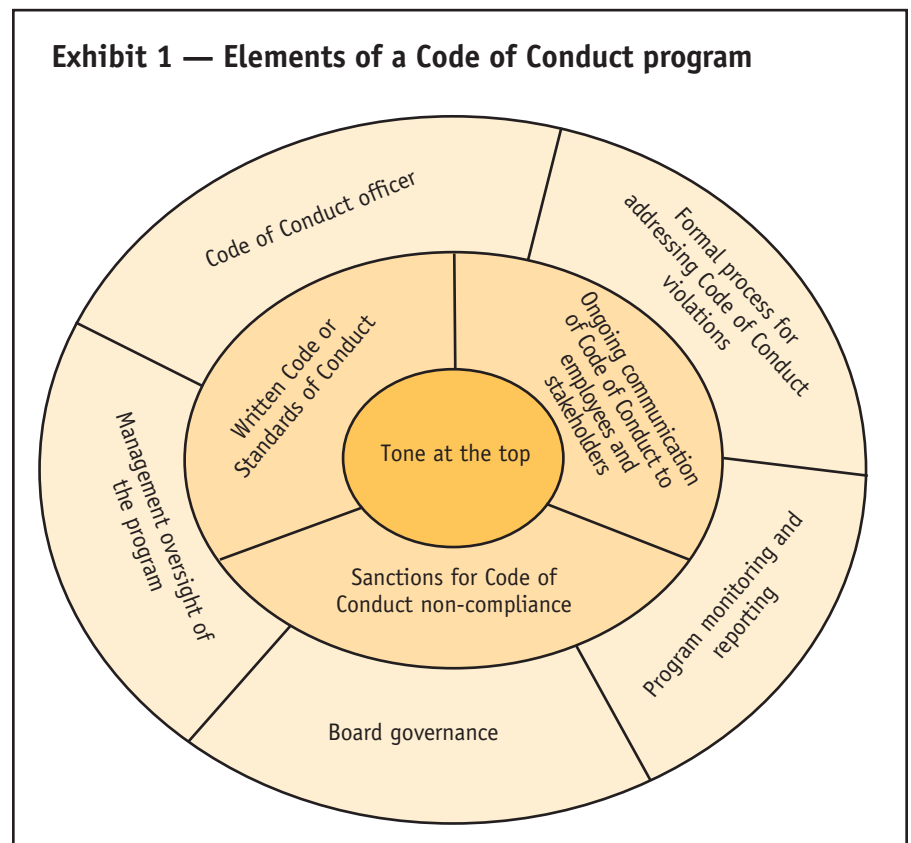 Exhibit 1 — Elements of a Code of Conduct program
Code of Conduct officer
Formal process for
addressing Code of Conduct
violations
Written Code or
Standards of Conduct
Ongoing communication
of Code of Conduct to
employees and
stakeholders
Tone at the top
Management oversight of
the program
Sanctions for Code of
Conduct non-compliance
Program monitoring and
reporting
Board governance